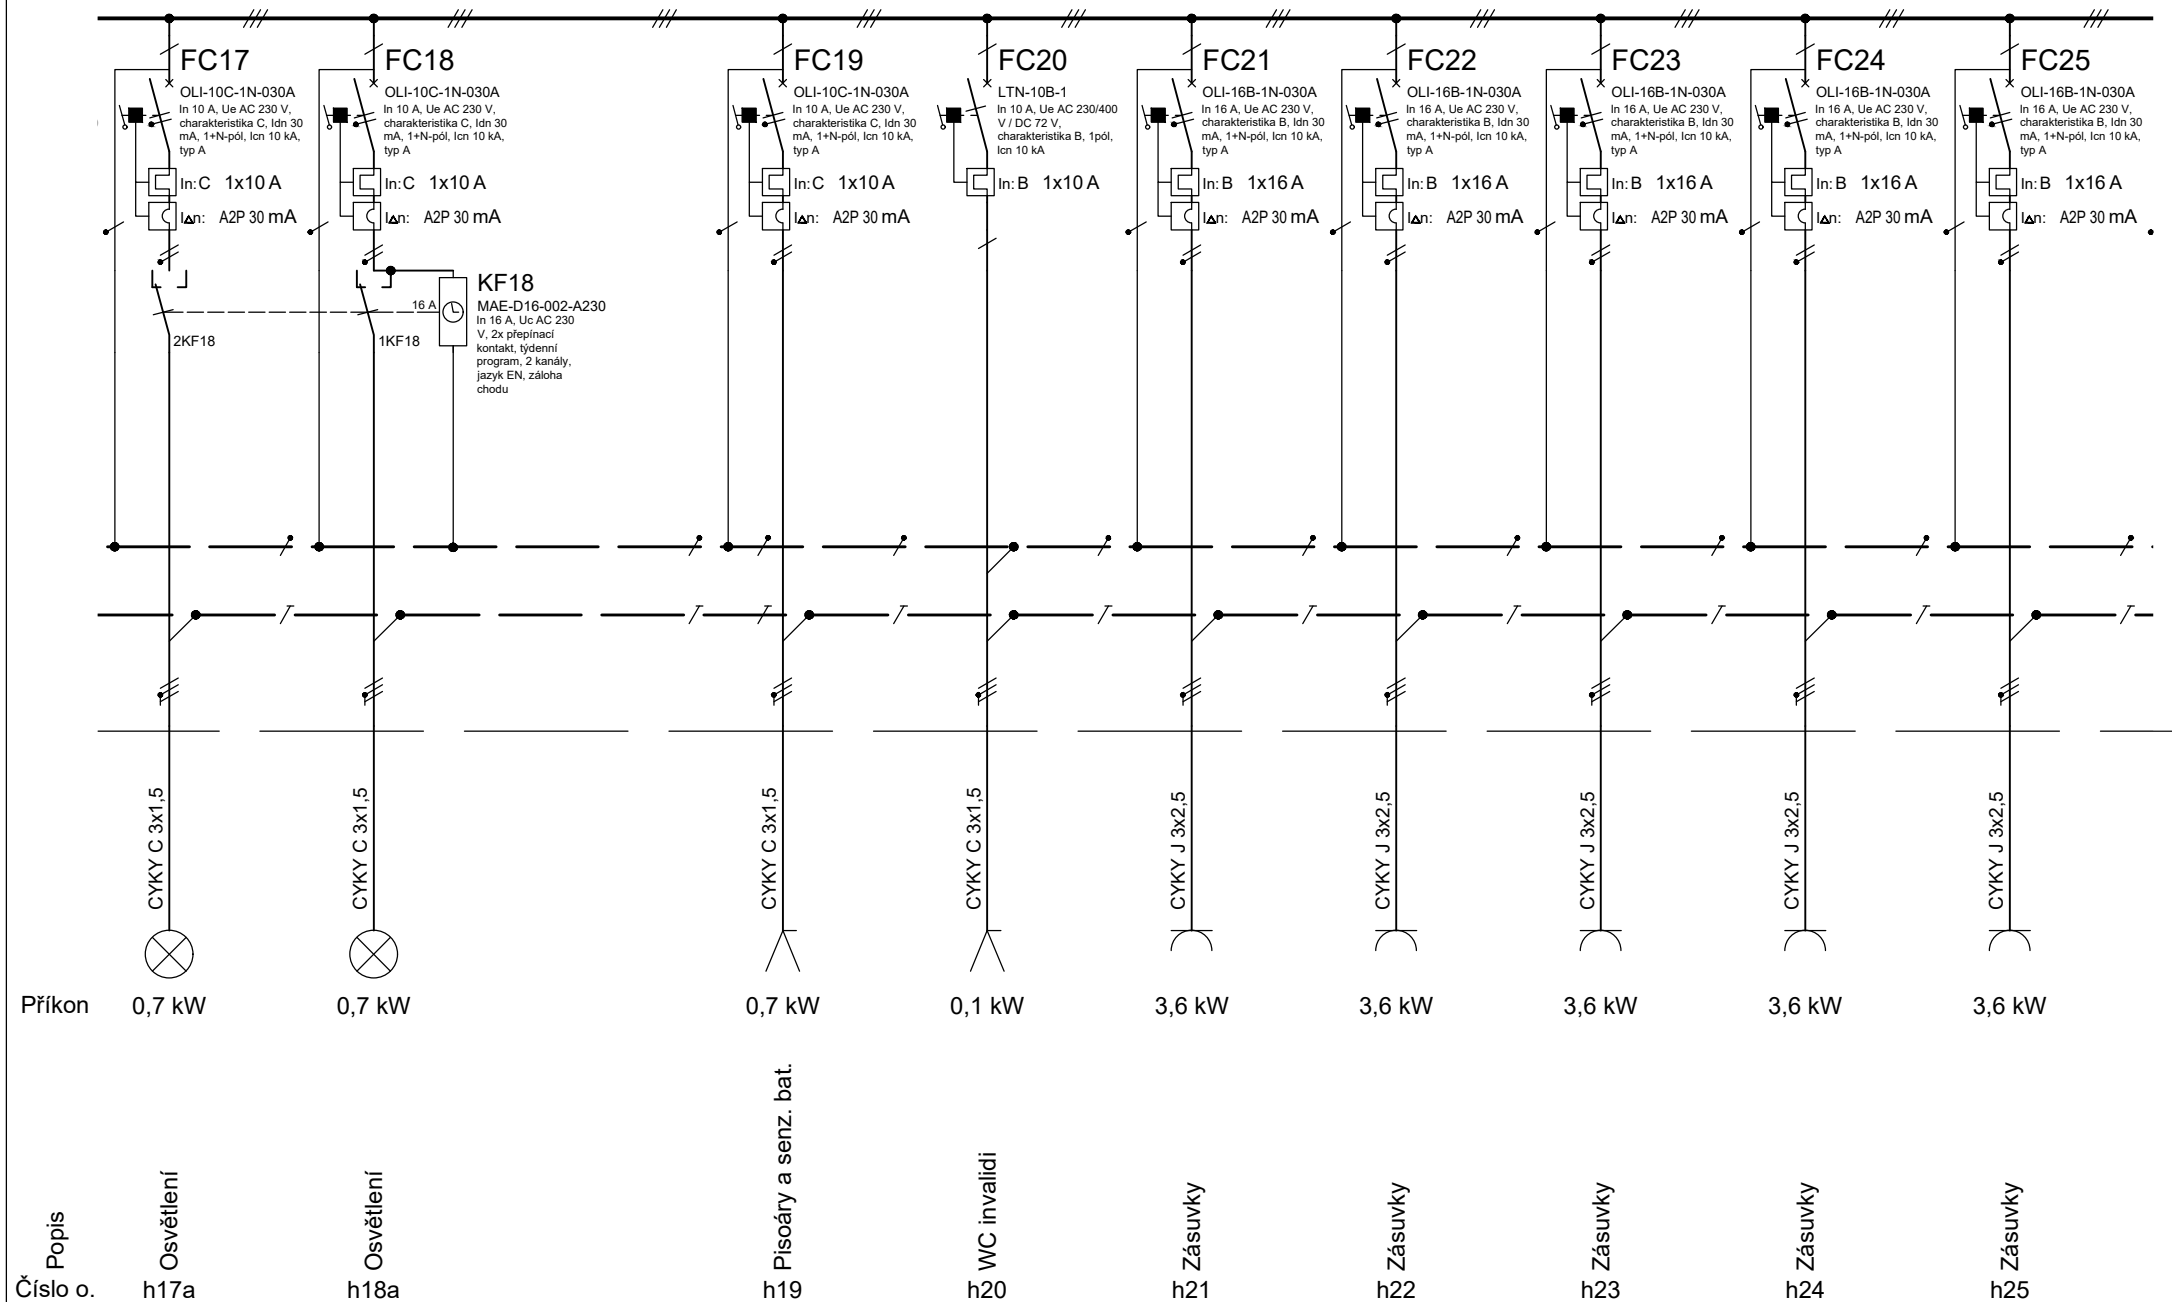 FC17
OLI-10C-1N-030A
In 10 A, Ue AC 230 V,
charakteristika C, Idn 30
mA, 1+N-pól, Icn 10 kA,
typ A
In: C 1x10 A
IΔn: A2P 30 mA
2KF18
FC18
OLI-10C-1N-030A
In 10 A, Ue AC 230 V,
charakteristika C, Idn 30
mA, 1+N-pól, Icn 10 kA,
typ A
In: C 1x10 A
IΔn: A2P 30 mA
1KF18
16 A
KF18
MAE-D16-002-A230
In 16 A, Uc AC 230
V, 2x přepínací
kontakt, týdenní
program, 2 kanály,
jazyk EN, záloha
chodu
FC19
OLI-10C-1N-030A
In 10 A, Ue AC 230 V,
charakteristika C, Idn 30
mA, 1+N-pól, Icn 10 kA,
typ A
In: C 1x10 A
IΔn: A2P 30 mA
FC20
LTN-10B-1
In 10 A, Ue AC 230/400
V / DC 72 V,
charakteristika B, 1pól,
Icn 10 kA
In: B 1x10 A
FC21
OLI-16B-1N-030A
In 16 A, Ue AC 230 V,
charakteristika B, Idn 30
mA, 1+N-pól, Icn 10 kA,
typ A
In: B 1x16 A
IΔn: A2P 30 mA
FC22
OLI-16B-1N-030A
In 16 A, Ue AC 230 V,
charakteristika B, Idn 30
mA, 1+N-pól, Icn 10 kA,
typ A
In: B 1x16 A
IΔn: A2P 30 mA
FC23
OLI-16B-1N-030A
In 16 A, Ue AC 230 V,
charakteristika B, Idn 30
mA, 1+N-pól, Icn 10 kA,
typ A
In: B 1x16 A
IΔn: A2P 30 mA
FC24
OLI-16B-1N-030A
In 16 A, Ue AC 230 V,
charakteristika B, Idn 30
mA, 1+N-pól, Icn 10 kA,
typ A
In: B 1x16 A
IΔn: A2P 30 mA
FC25
OLI-16B-1N-030A
In 16 A, Ue AC 230 V,
charakteristika B, Idn 30
mA, 1+N-pól, Icn 10 kA,
typ A
In: B 1x16 A
IΔn: A2P 30 mA
CYKY C 3x1,5
CYKY C 3x1,5
CYKY C 3x1,5
CYKY C 3x1,5
CYKY J 3x2,5
CYKY J 3x2,5
CYKY J 3x2,5
CYKY J 3x2,5
CYKY J 3x2,5
Příkon 0,7 kW 0,7 kW 0,7 kW 0,1 kW 3,6 kW 3,6 kW 3,6 kW 3,6 kW 3,6 kW
Popis
Osvětlení
Osvětlení
Pisoáry a senz. bat.
WC invalidi
Zásuvky
Zásuvky
Zásuvky
Zásuvky
Zásuvky
Číslo o. h17a h18a h19 h20 h21 h22 h23 h24 h25